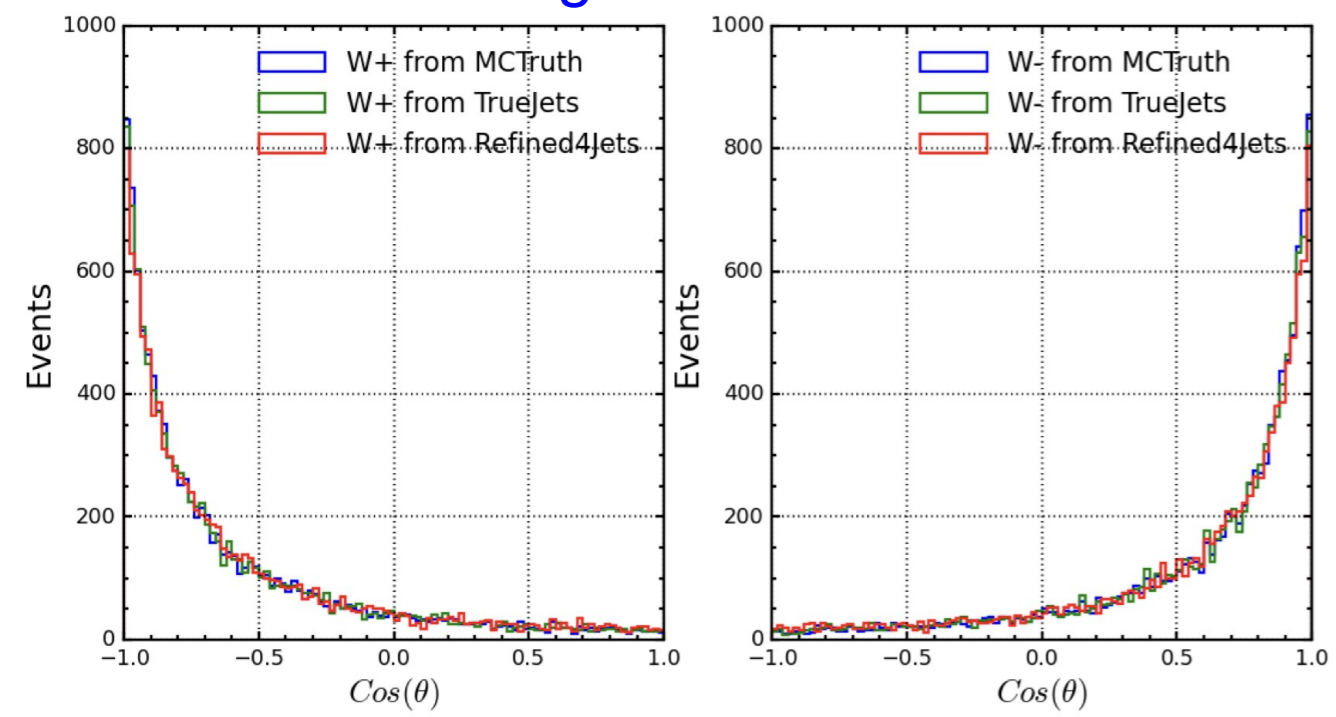 g
1000
800
600
400
200
0
Events
W+ from MCTruth
W+ from TrueJets
W+ from Refined4Jets
−1.0 −0.5 0.0 0.5 1.0
Cos(θ)
1000
800
600
400
200
0
Events
W- from MCTruth
W- from TrueJets
W- from Refined4Jets
−1.0 −0.5 0.0 0.5 1.0
Cos(θ)